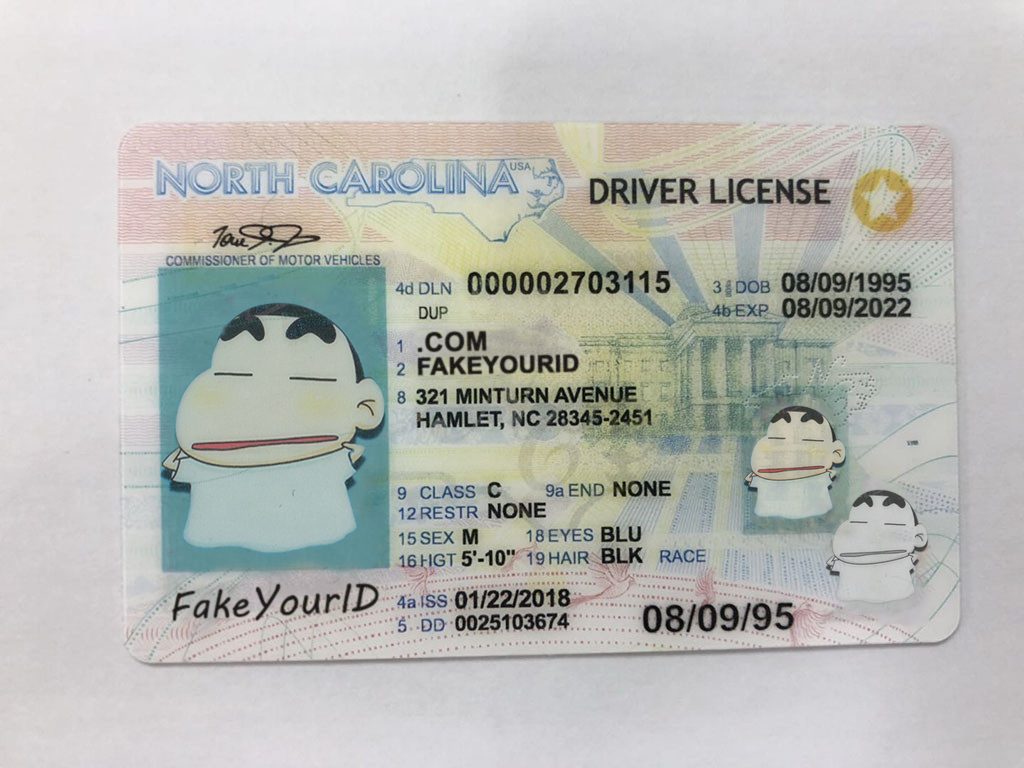 NORTH CAROLINA USA
DRIVER LICENSE
COMMISSIONER OF MOTOR VEHICLES
4d DLN 000002703115
3 DOB 08/09/1995
DUP
4b EXP 08/09/2022
1 .COM
2 FAKEYOURID
8 321 MINTURN AVENUE
HAMLET, NC 28345-2451
9 CLASS C 9a END NONE
12 RESTR NONE
15 SEX M 18 EYES BLU
16 HGT 5'-10" 19 HAIR BLK RACE
FakeYourID
4a ISS 01/22/2018
5 DD 0025103674
08/09/95